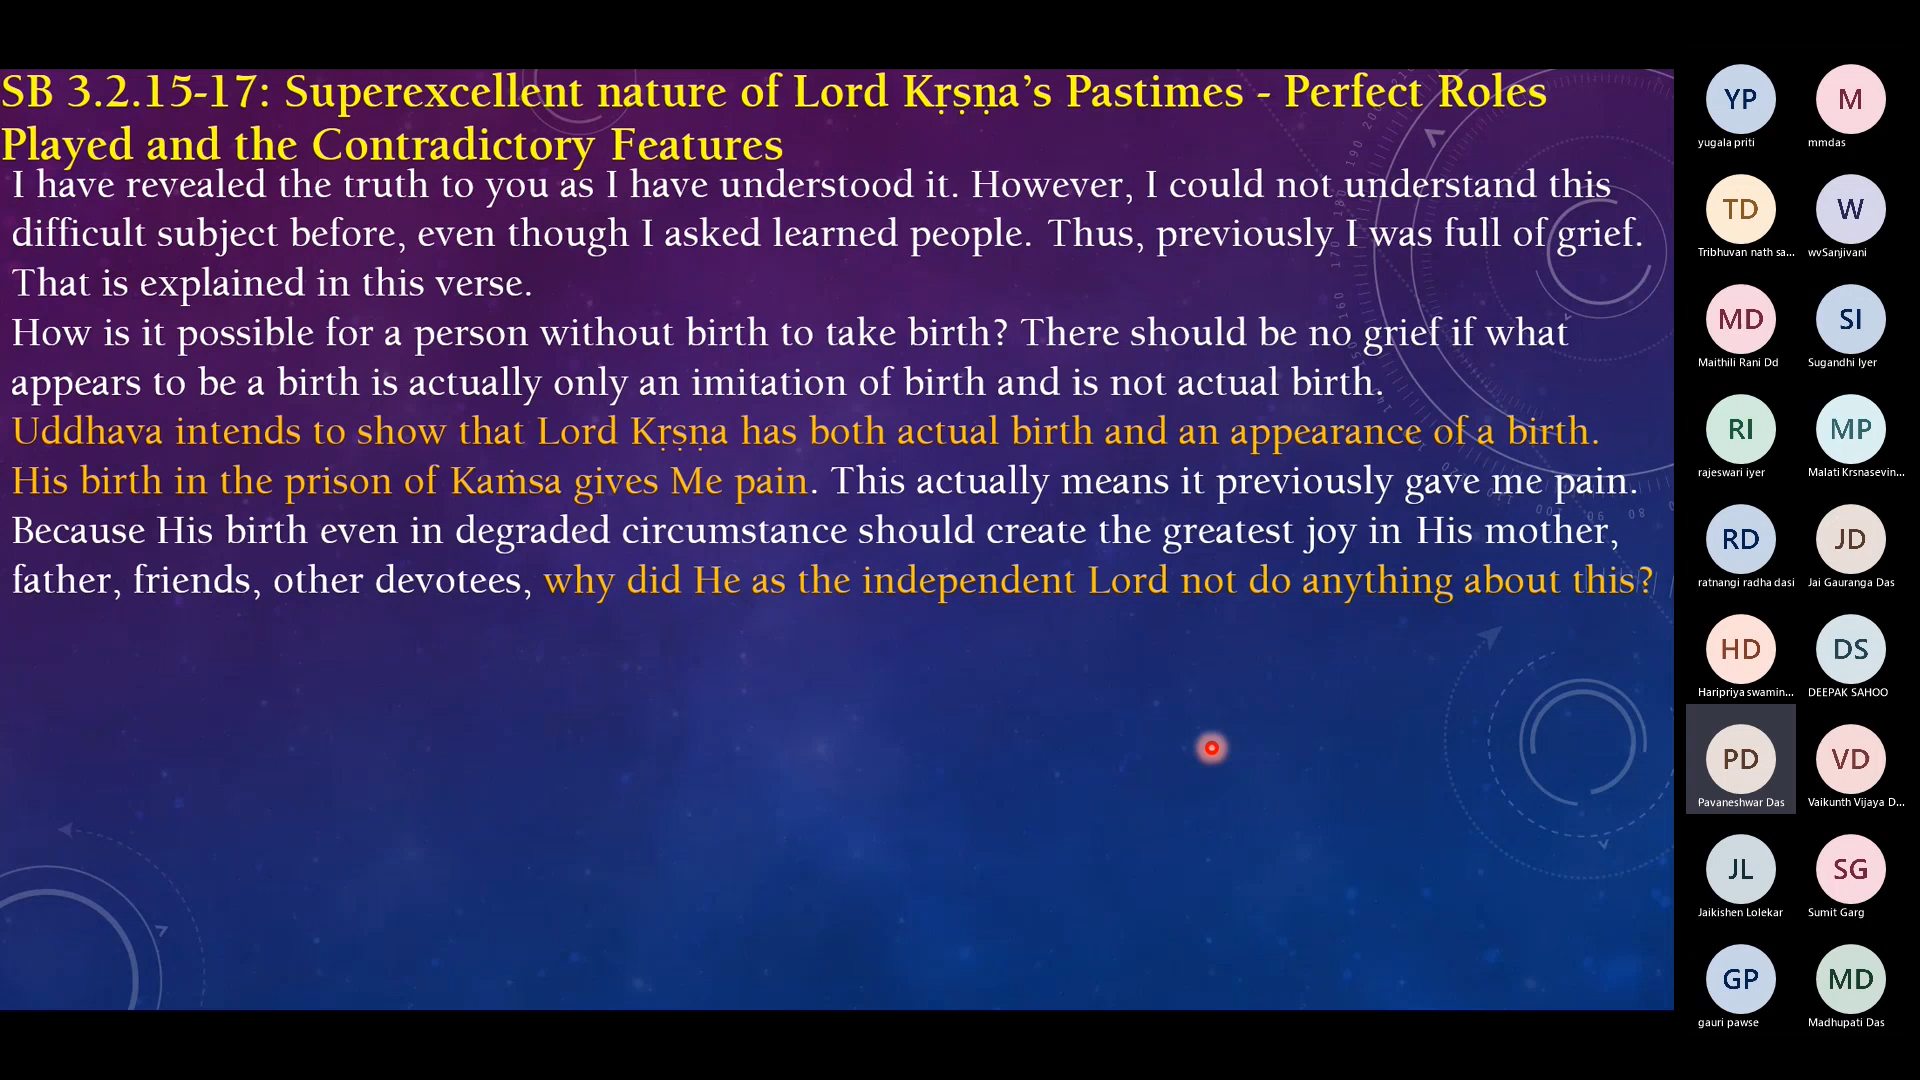 SB 3.2.15-17: Superexcellent nature of Lord Kṛṣṇa’s Pastimes - Perfect Roles
Played and the Contradictory Features
I have revealed the truth to you as I have understood it. However, I could not understand this
difficult subject before, even though I asked learned people. Thus, previously I was full of grief.
That is explained in this verse.
How is it possible for a person without birth to take birth? There should be no grief if what
appears to be a birth is actually only an imitation of birth and is not actual birth.
Uddhava intends to show that Lord Kṛṣṇa has both actual birth and an appearance of a birth.
His birth in the prison of Kaṁsa gives Me pain. This actually means it previously gave me pain.
Because His birth even in degraded circumstance should create the greatest joy in His mother,
father, friends, other devotees, why did He as the independent Lord not do anything about this?
YP M
yugala priti mmdas
TD W
Tribhuvan nath sa... wvSanjivani
MD SI
Maithili Rani Dd Sugandhi Iyer
RI MP
rajeswari iyer Malati Krsnasevin...
RD JD
ratnangi radha dasi Jai Gauranga Das
HD DS
Haripriya swamin... DEEPAK SAHOO
PD VD
Pavaneshwar Das Vaikunth Vijaya D...
JL SG
Jaikishen Lolekar Sumit Garg
GP MD
gauri pawse Madhupati Das